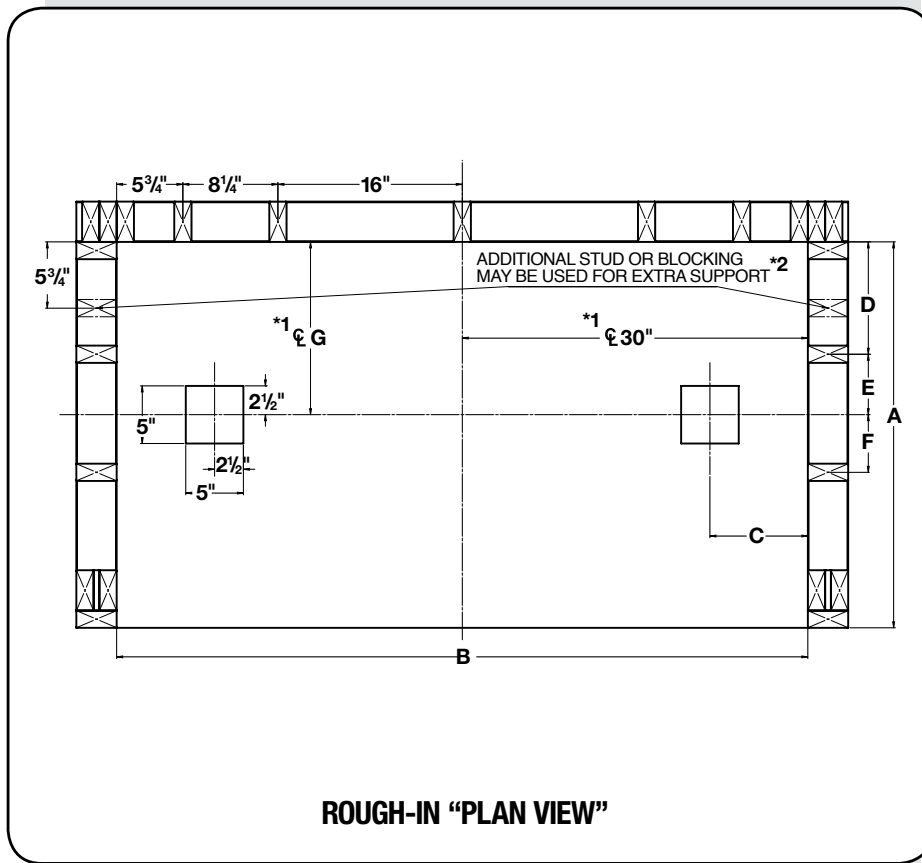 5¾" 8¼" 16"
ADDITIONAL STUD OR BLOCKING
MAY BE USED FOR EXTRA SUPPORT *2
5¾"
D
*1 ℄ G
*1 ℄ 30"
E
2½"
A
5"
F
2½"
5"
C
B
ROUGH-IN “PLAN VIEW”